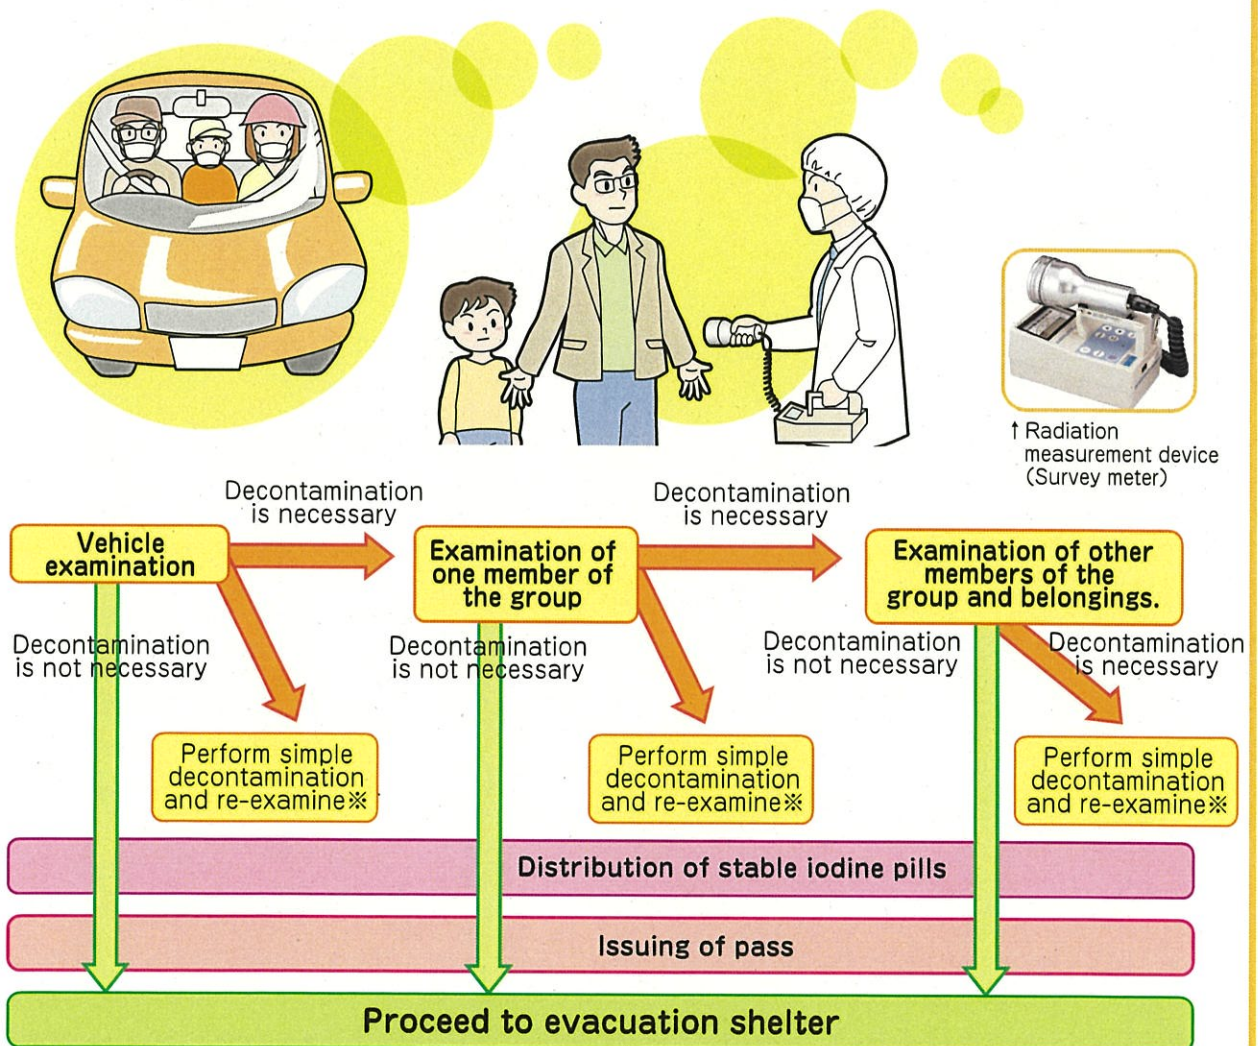 ↑ Radiation
measurement device
(Survey meter)
Decontamination
is necessary
Decontamination
is necessary
Vehicle
examination
Examination of
one member of
the group
Examination of other
members of the
group and belongings.
Decontamination
is not necessary
Decontamination
is not necessary
Decontamination
is not necessary
Decontamination
is necessary
Perform simple
decontamination
and re-examine※
Perform simple
decontamination
and re-examine※
Perform simple
decontamination
and re-examine※
Distribution of stable iodine pills
Issuing of pass
Proceed to evacuation shelter